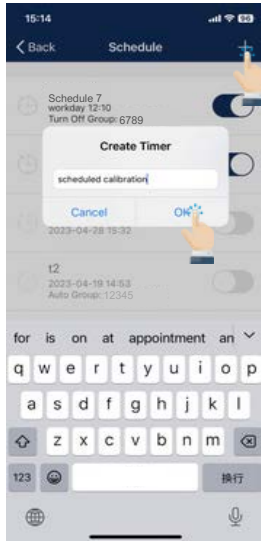 15:14
98
Back
Schedule
Schedule 7
workday 12:10
Turn Off Group: 6789
Create Timer
scheduled calibration
Cancel
OK
2023-04-28 15:32
t2
2023-04-19 14:53
Auto Group: 12345
for is on at appointment an
q w e r t y u i o p
a s d f g h j k l
z x c v b n m
123
换行